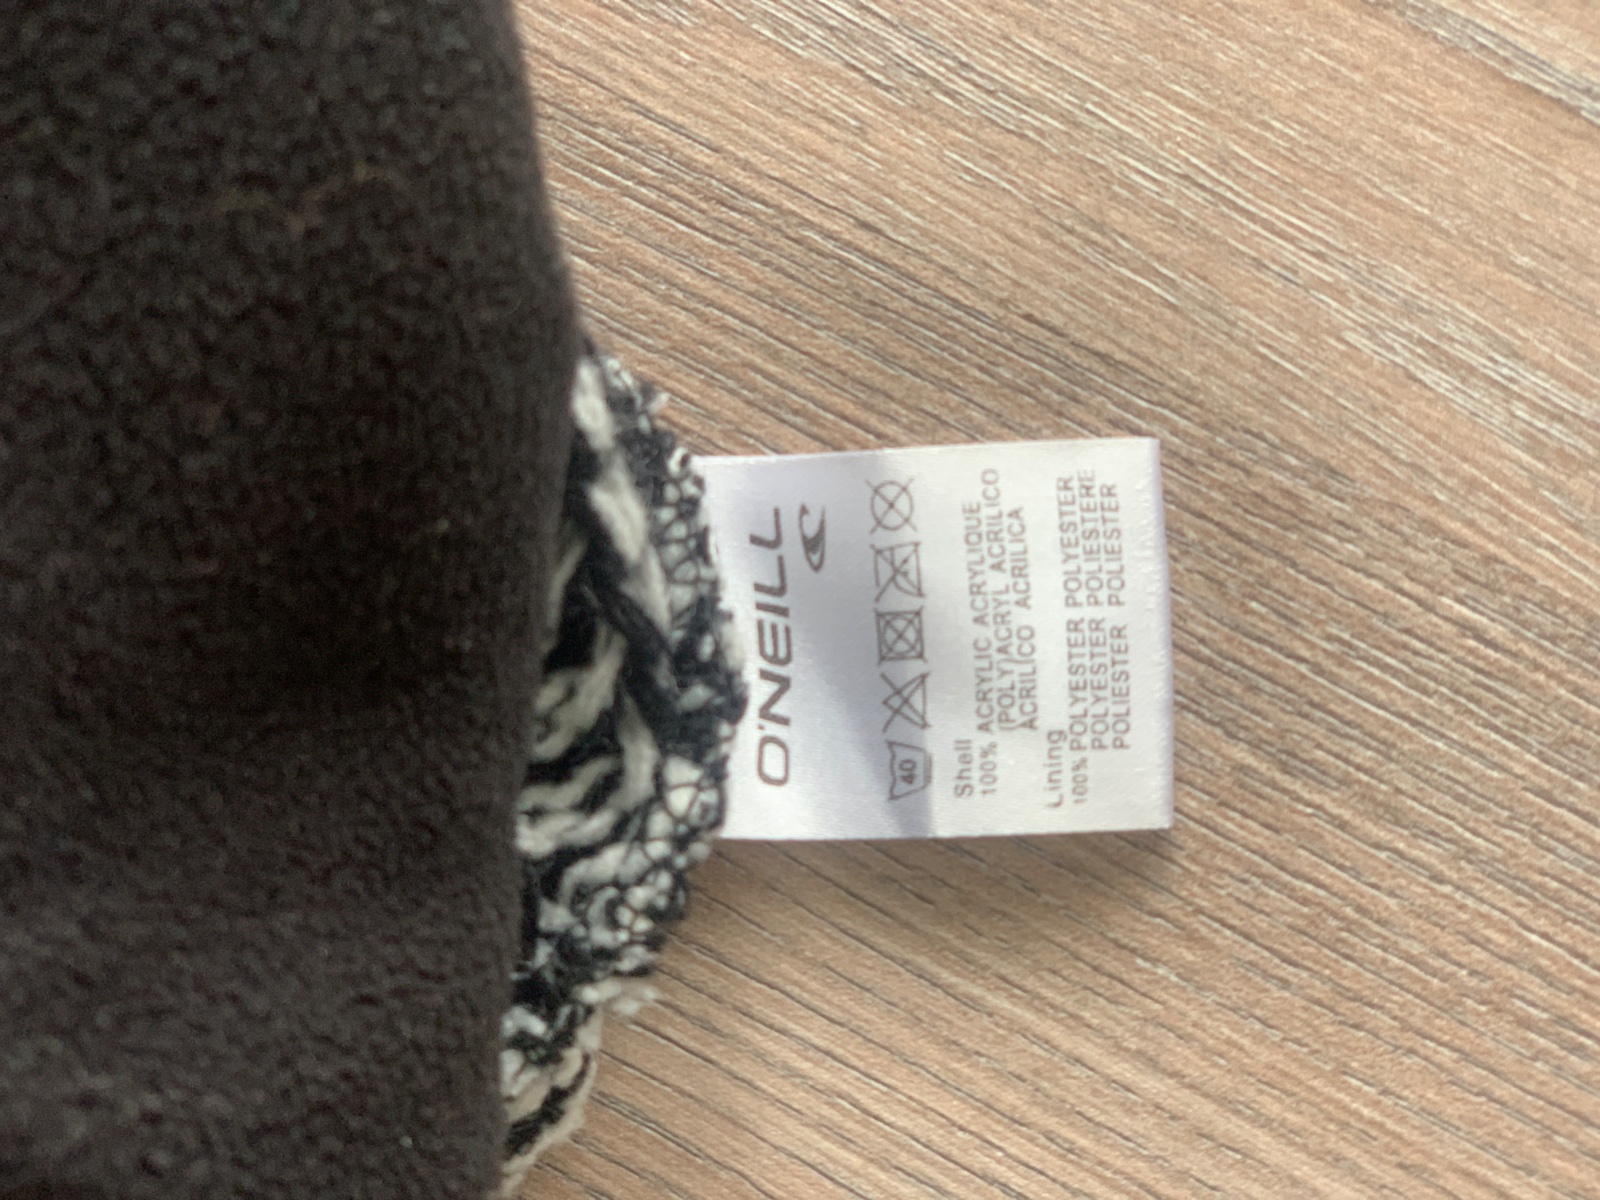 O'NEILL
40
Shell
100% ACRYLIC ACRYLIQUE
(POLY)ACRYL ACRILICO
ACRILICO ACRILICA
Lining
100% POLYESTER POLYESTER
POLYESTER POLIESTERE
POLIESTER POLIESTER